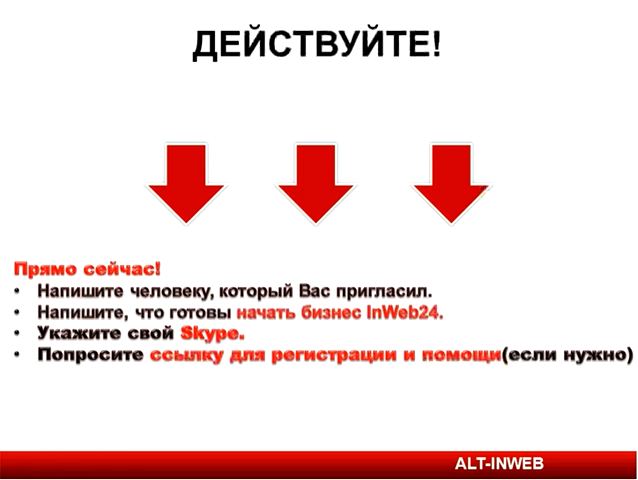 ДЕЙСТВУЙТЕ!
Прямо сейчас!
• Напишите человеку, который Вас пригласил.
• Напишите, что готовы начать бизнес InWeb24.
• Укажите свой Skype.
• Попросите ссылку для регистрации и помощи(если нужно)
ALT-INWEB